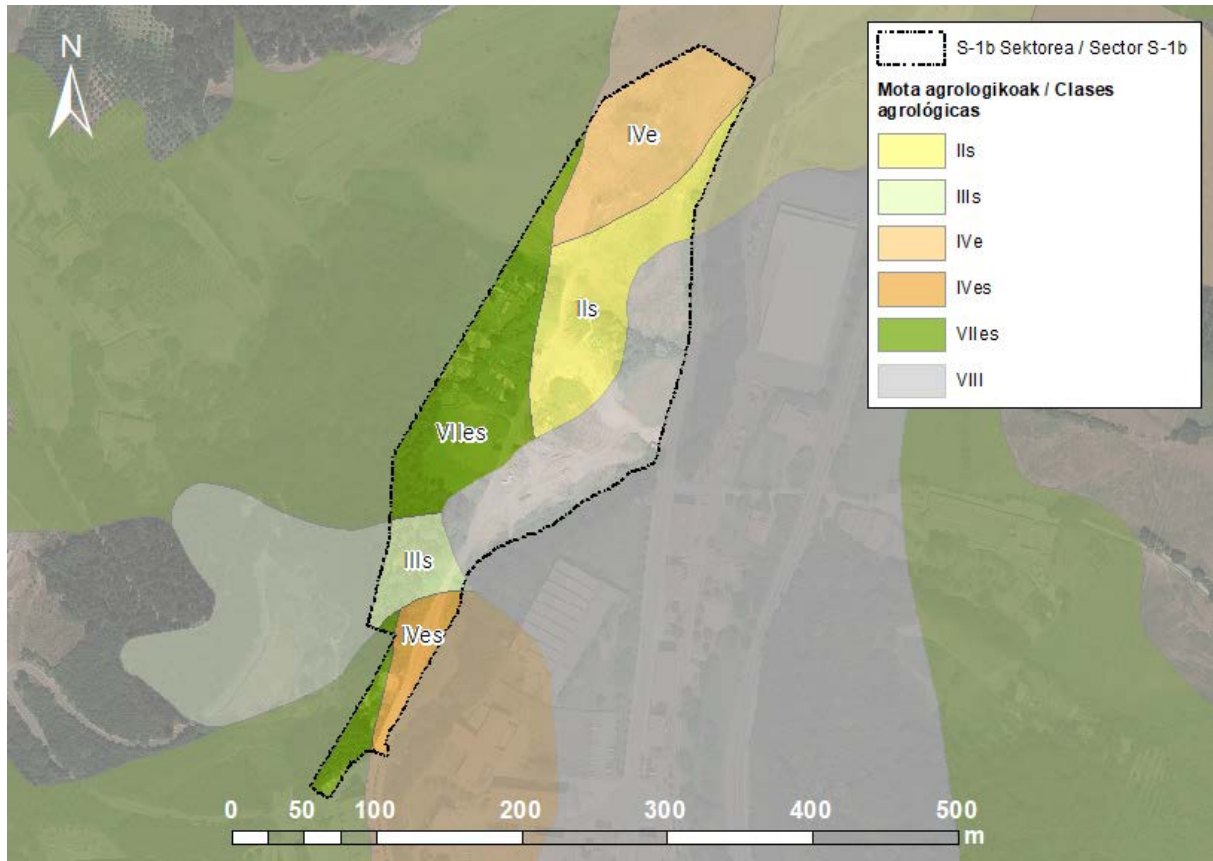 N
S-1b Sektorea / Sector S-1b
Mota agrologikoak / Clases
agrológicas
IIs
IIIs
IVe
IVes
VIIes
VIII
IVe
IIs
VIIes
IIIs
IVes
0 50 100 200 300 400 500
m